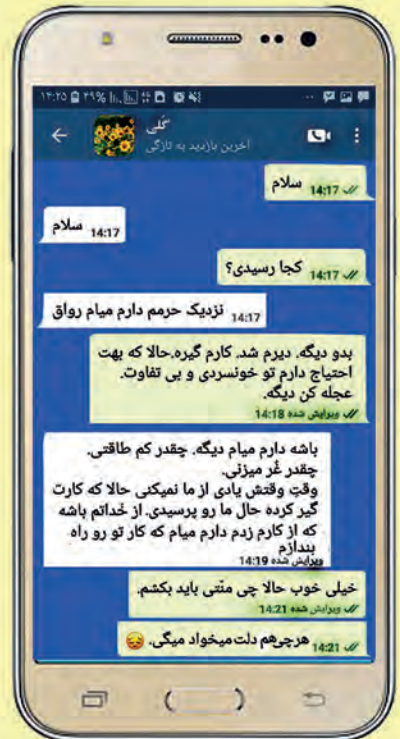 ۱۴:۲۵ ۴۹%
گلی
آخرین بازدید به تازگی
سلام
14:17
سلام
14:17
کجا رسیدی؟
14:17
نزدیک حرمم دارم میام رواق
14:17
بدو دیگه. دیرم شد. کارم گیره.حالا که بهت
احتیاج دارم تو خونسردی و بی تفاوت.
عجله کن دیگه.
ویرایش شده 14:18
باشه دارم میام دیگه. چقدر کم طاقتی.
چقدر غُر میزنی.
وقتِ وقتش یادی از ما نمیکنی حالا که کارت
گیر کرده حال ما رو پرسیدی. از خُداتم باشه
که از کارم زدم دارم میام که کار تو رو راه
بندازم
ویرایش شده 14:19
خیلی خوب حالا چی منّتی باید بکشم.
ویرایش شده 14:21
هرچی‌هم دلت میخواد میگی. 😔
14:21